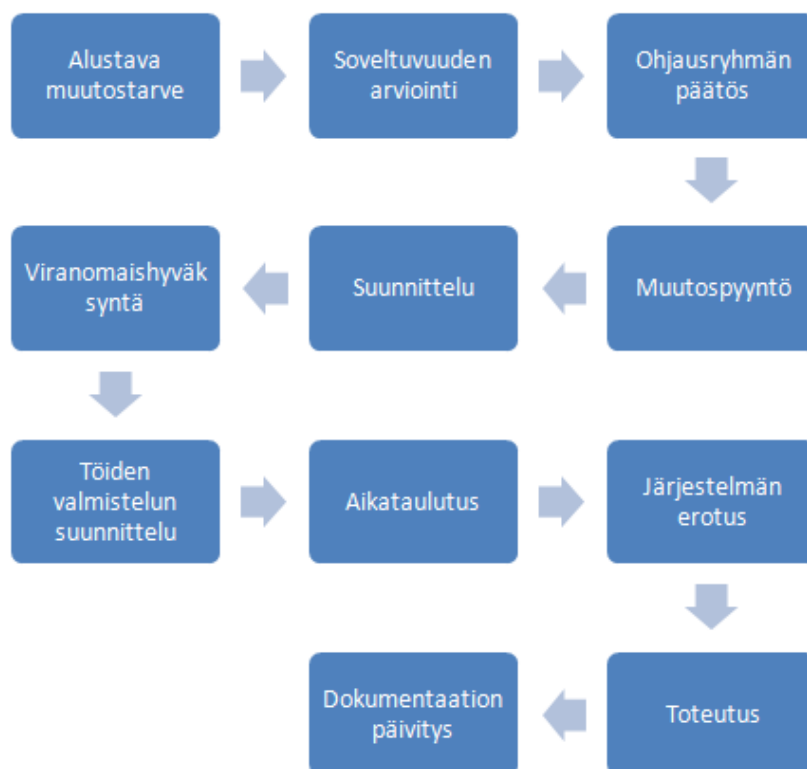 Alustava
muutostarve
Soveltuvuuden
arviointi
Ohjausryhmän
päätös
Muutospyyntö
Suunnittelu
Viranomaishyväk
syntä
Töiden
valmistelun
suunnittelu
Aikataulutus
Järjestelmän
erotus
Toteutus
Dokumentaation
päivitys